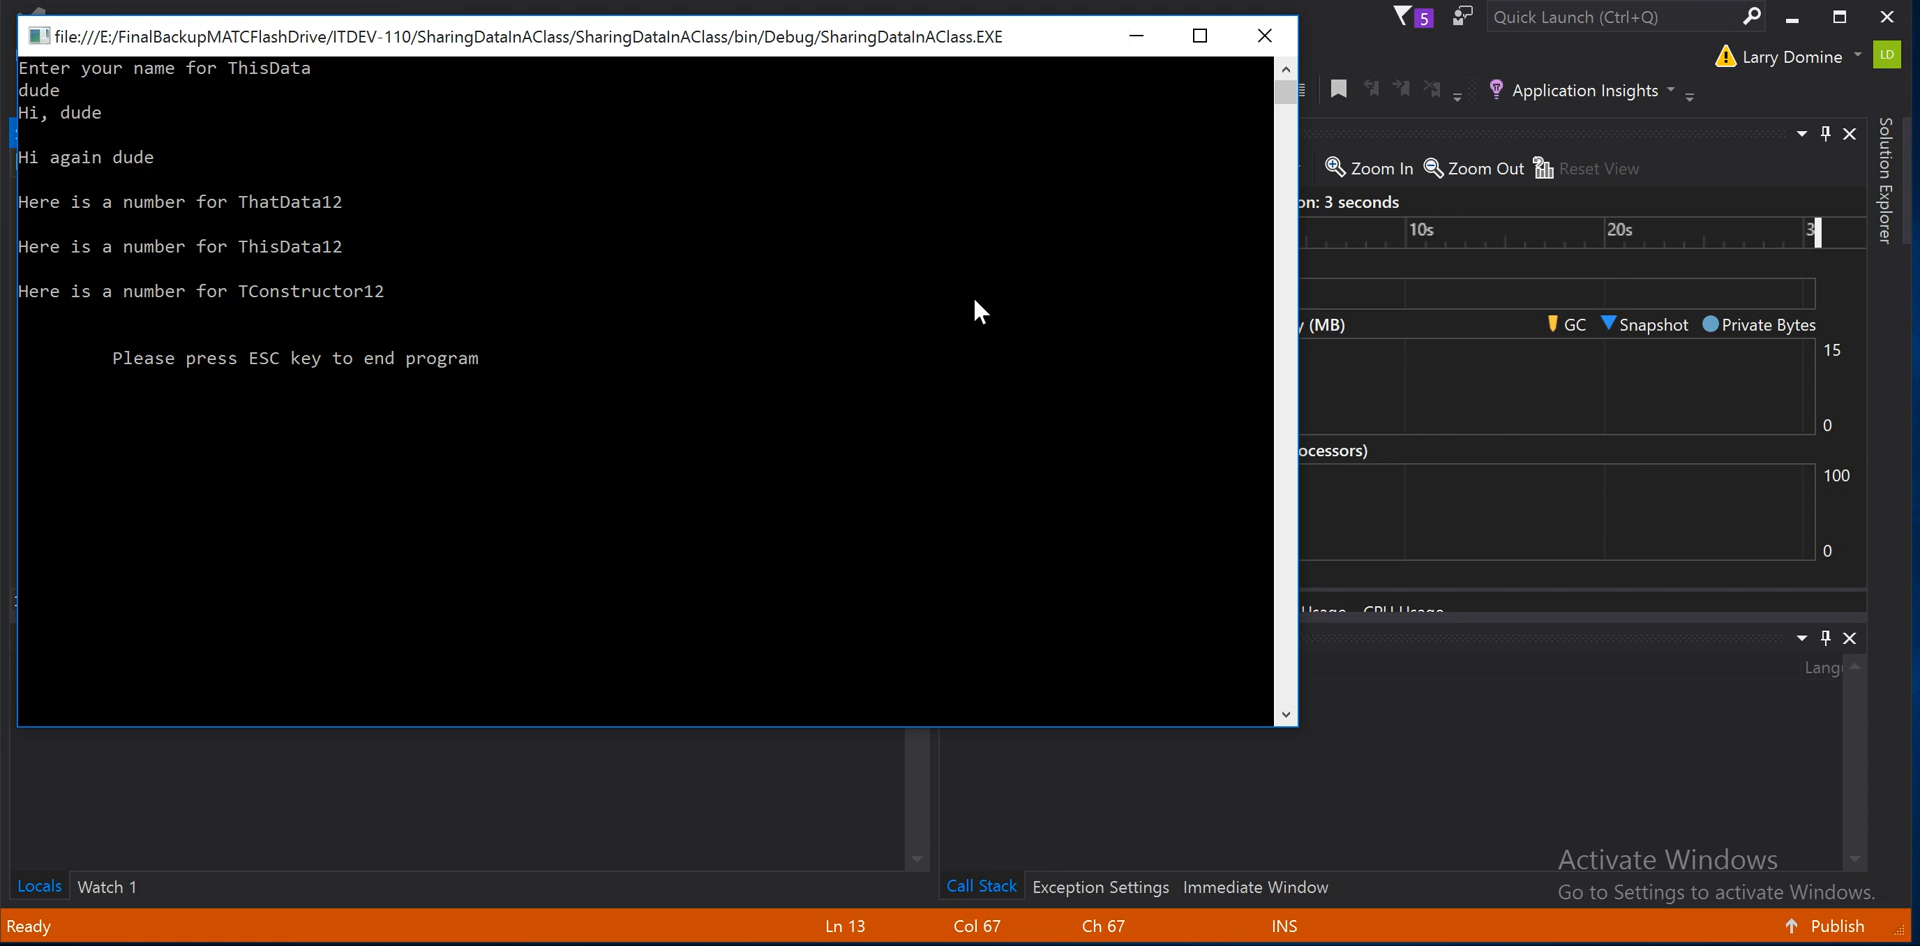 5
Quick Launch (Ctrl+Q)
file:///E:/FinalBackupMATCFlashDrive/ITDEV-110/SharingDataInAClass/SharingDataInAClass/bin/Debug/SharingDataInAClass.EXE
Larry Domine
LD
Enter your name for ThisData
dude
Hi, dude
Hi again dude
Here is a number for ThatData12
Here is a number for ThisData12
Here is a number for TConstructor12
Please press ESC key to end program
Application Insights
Solution Explorer
Zoom In
Zoom Out
Reset View
on: 3 seconds
10s
20s
3
y (MB)
GC
Snapshot
Private Bytes
15
0
ocessors)
100
0
Langu
Activate Windows
Go to Settings to activate Windows.
Locals
Watch 1
Call Stack
Exception Settings
Immediate Window
Ready
Ln 13
Col 67
Ch 67
INS
Publish